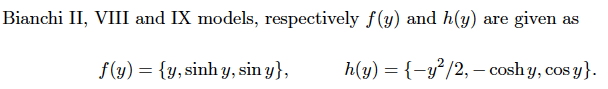 Bianchi II, VIII and IX models, respectively f(y) and h(y) are given as
f(y) = {y, sinh y, sin y}, h(y) = {−y²/2, − cosh y, cos y}.